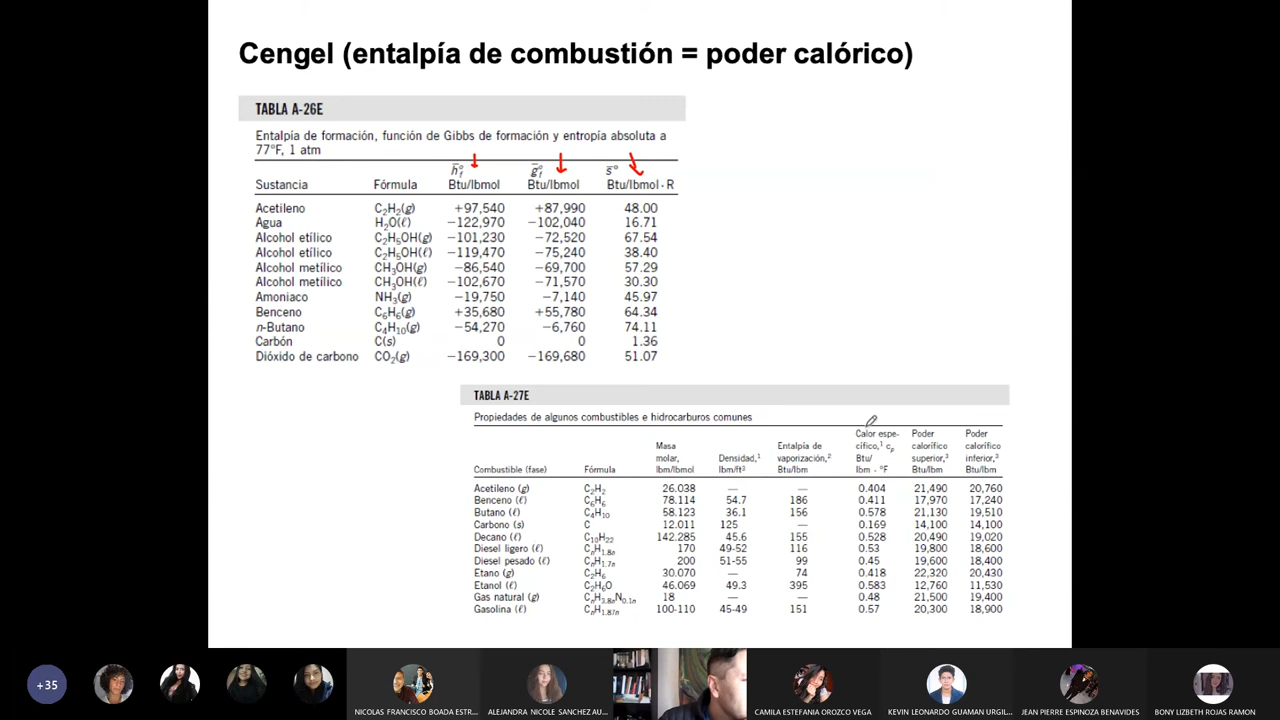 Cengel (entalpía de combustión = poder calórico)
TABLA A-26E
Entalpía de formación, función de Gibbs de formación y entropía absoluta a
77°F, 1 atm
h̄f° ḡf° s̄°
Sustancia Fórmula Btu/lbmol Btu/lbmol Btu/lbmol · R
Acetileno C₂H₂(g) +97,540 +87,990 48.00
Agua H₂O(ℓ) −122,970 −102,040 16.71
Alcohol etílico C₂H₅OH(g) −101,230 −72,520 67.54
Alcohol etílico C₂H₅OH(ℓ) −119,470 −75,240 38.40
Alcohol metílico CH₃OH(g) −86,540 −69,700 57.29
Alcohol metílico CH₃OH(ℓ) −102,670 −71,570 30.30
Amoniaco NH₃(g) −19,750 −7,140 45.97
Benceno C₆H₆(g) +35,680 +55,780 64.34
n-Butano C₄H₁₀(g) −54,270 −6,760 74.11
Carbón C(s) 0 0 1.36
Dióxido de carbono CO₂(g) −169,300 −169,680 51.07
TABLA A-27E
Propiedades de algunos combustibles e hidrocarburos comunes
Calor espe- Poder Poder
Masa Entalpía de cífico,¹ cp calorífico calorífico
molar, Densidad,¹ vaporización,² Btu/ superior,³ inferior,³
Combustible (fase) Fórmula lbm/lbmol lbm/ft³ Btu/lbm lbm · °F Btu/lbm Btu/lbm
Acetileno (g) C₂H₂ 26.038 — — 0.404 21,490 20,760
Benceno (ℓ) C₆H₆ 78.114 54.7 186 0.411 17,970 17,240
Butano (ℓ) C₄H₁₀ 58.123 36.1 156 0.578 21,130 19,510
Carbono (s) C 12.011 125 — 0.169 14,100 14,100
Decano (ℓ) C₁₀H₂₂ 142.285 45.6 155 0.528 20,490 19,020
Diesel ligero (ℓ) CₙH₁.₈ₙ 170 49-52 116 0.53 19,800 18,600
Diesel pesado (ℓ) CₙH₁.₇ₙ 200 51-55 99 0.45 19,600 18,400
Etano (g) C₂H₆ 30.070 — 74 0.418 22,320 20,430
Etanol (ℓ) C₂H₆O 46.069 49.3 395 0.583 12,760 11,530
Gas natural (g) CₙH₃.₈ₙN₀.₁ₙ 18 — — 0.48 21,500 19,400
Gasolina (ℓ) CₙH₁.₈₇ₙ 100-110 45-49 151 0.57 20,300 18,900
+35
NICOLAS FRANCISCO BOADA ESTR...
ALEJANDRA NICOLE SANCHEZ AU...
CAMILA ESTEFANIA OROZCO VEGA
KEVIN LEONARDO GUAMAN URGIL...
JEAN PIERRE ESPINOZA BENAVIDES
BONY LIZBETH ROJAS RAMON